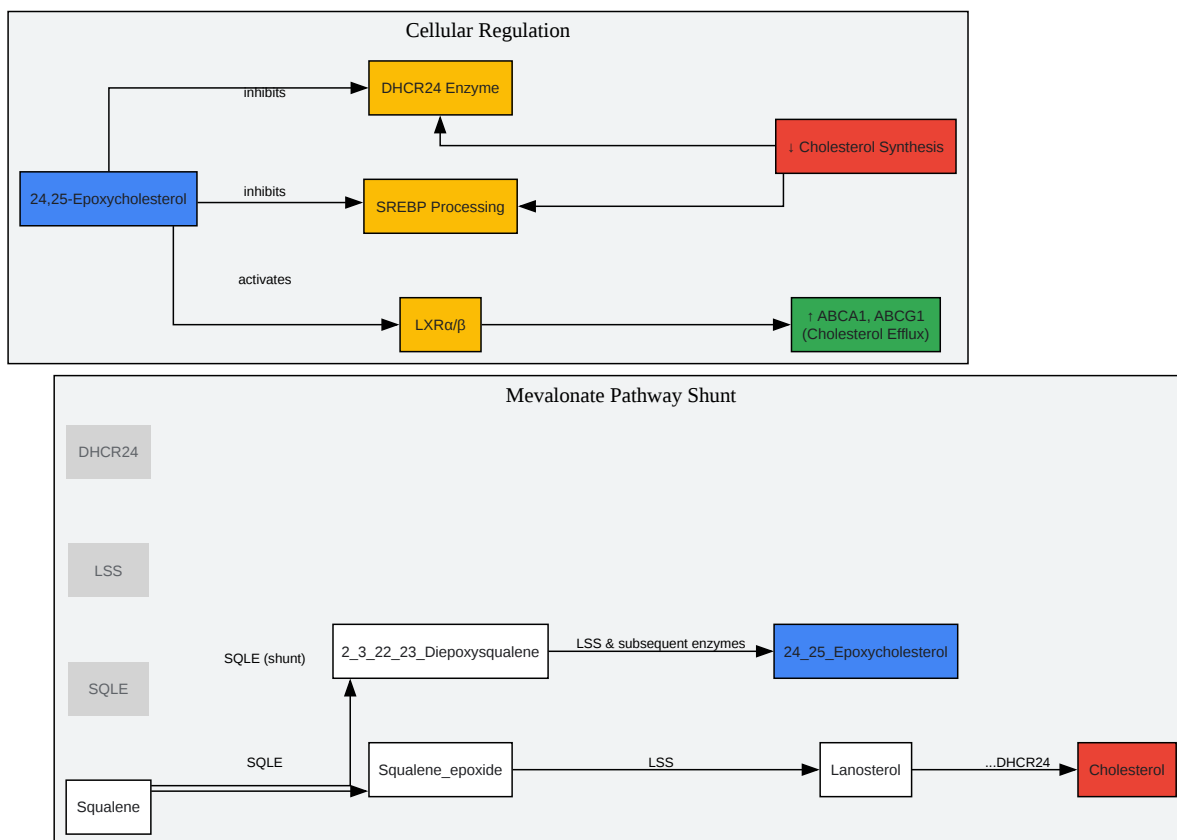 Cellular Regulation
DHCR24 Enzyme
inhibits
↓ Cholesterol Synthesis
24,25-Epoxycholesterol
inhibits
SREBP Processing
activates
LXRα/β
↑ ABCA1, ABCG1
(Cholesterol Efflux)
Mevalonate Pathway Shunt
DHCR24
LSS
SQLE (shunt)
2_3_22_23_Diepoxysqualene
LSS & subsequent enzymes
24_25_Epoxycholesterol
SQLE
SQLE
Squalene_epoxide
LSS
Lanosterol
...DHCR24
Cholesterol
Squalene